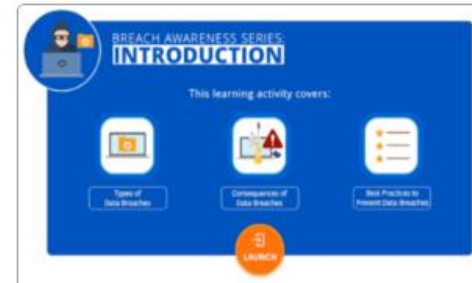 BREACH AWARENESS SERIES:
INTRODUCTION
This learning activity covers:
Types of
Data Breaches
Consequences of
Data Breaches
Best Practices to
Prevent Data Breaches
LAUNCH